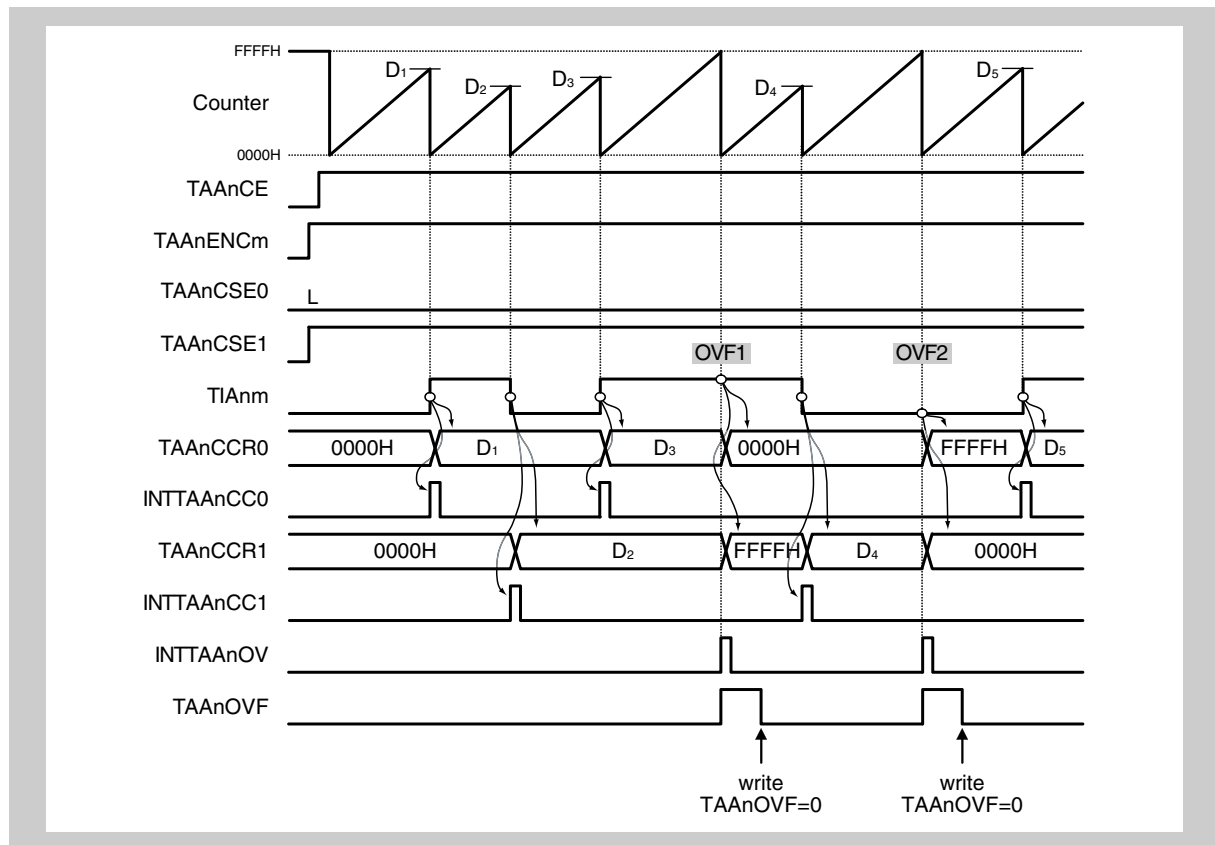 FFFFH
D1
D2
D3
D4
D5
Counter
0000H
TAAnCE
TAAnENCm
TAAnCSE0
L
TAAnCSE1
OVF1
OVF2
TIAnm
TAAnCCR0
0000H
D1
D3
0000H
FFFFH
D5
INTTAAnCC0
TAAnCCR1
0000H
D2
FFFFH
D4
0000H
INTTAAnCC1
INTTAAnOV
TAAnOVF
write
TAAnOVF=0
write
TAAnOVF=0